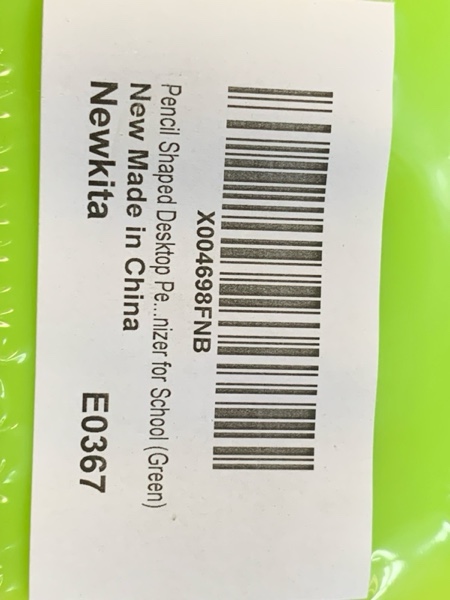 X004698FNB
Pencil Shaped Desktop Pe...nizer for School (Green)
New Made in China
Newkita E0367